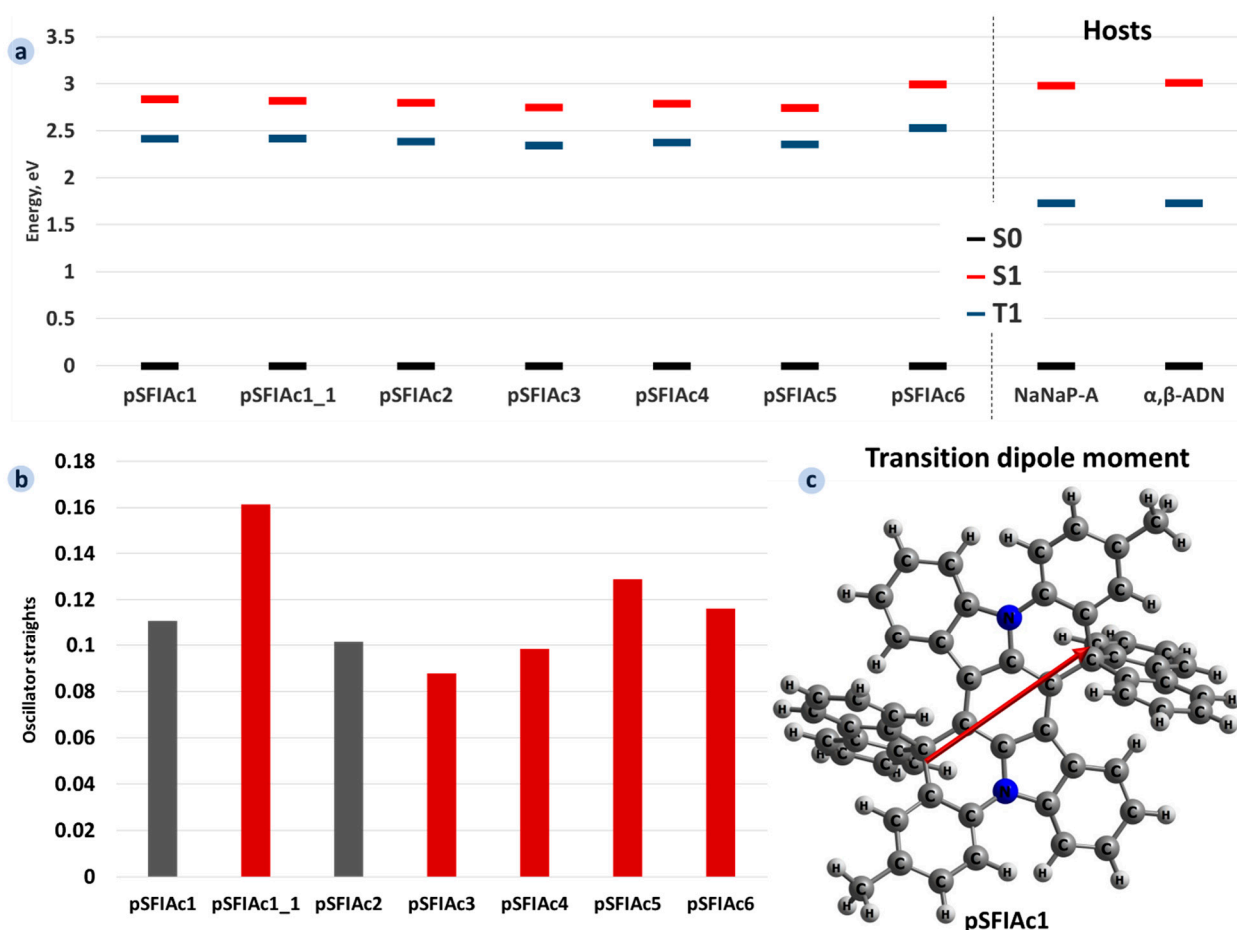 a
Hosts
3.5
3
2.5
2
1.5
1
0.5
0
Energy, eV
S0
S1
T1
pSFIAc1 pSFIAc1_1 pSFIAc2 pSFIAc3 pSFIAc4 pSFIAc5 pSFIAc6 NaNaP-A α,β-ADN
b
0.18
0.16
0.14
0.12
0.1
0.08
0.06
0.04
0.02
0
Oscillator straights
pSFIAc1 pSFIAc1_1 pSFIAc2 pSFIAc3 pSFIAc4 pSFIAc5 pSFIAc6
Transition dipole moment
c
N
N
pSFIAc1